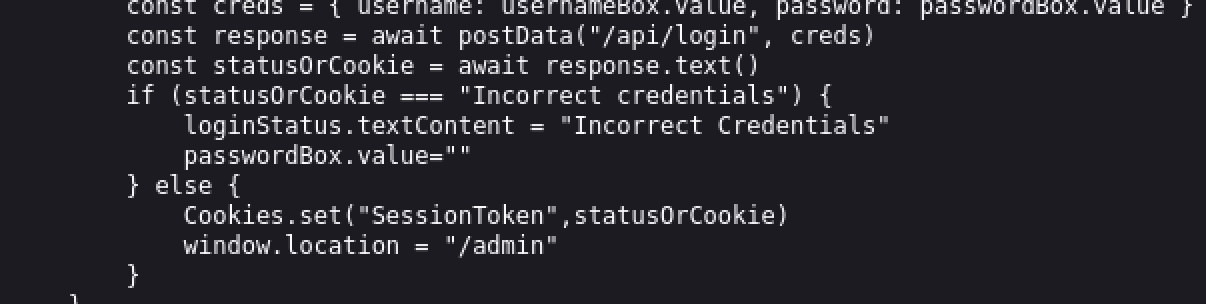 const creds = { username: usernameBox.value, password: passwordBox.value }
const response = await postData("/api/login", creds)
const statusOrCookie = await response.text()
if (statusOrCookie === "Incorrect credentials") {
loginStatus.textContent = "Incorrect Credentials"
passwordBox.value=""
} else {
Cookies.set("SessionToken",statusOrCookie)
window.location = "/admin"
}
}